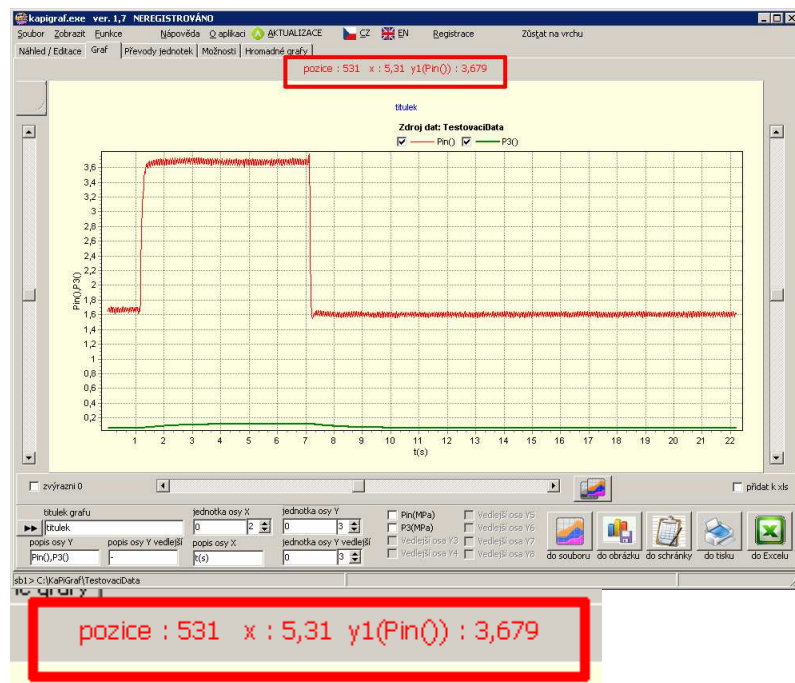 kapigraf.exe ver. 1,7 NEREGISTROVÁNO
Soubor Zobrazit Funkce Nápověda O aplikaci AKTUALIZACE CZ EN Registrace Zůstat na vrchu
Náhled / Editace Graf Převody jednotek Možnosti Hromadné grafy
pozice : 531 x : 5,31 y1(Pin()) : 3,679
titulek
Zdroj dat: TestovaciData
Pin() P3()
3,6
3,4
3,2
3
2,8
2,6
2,4
2,2
2
1,8
1,6
1,4
1,2
1
0,8
0,6
0,4
0,2
Pin(),P3()
1 2 3 4 5 6 7 8 9 10 11 12 13 14 15 16 17 18 19 20 21 22
t(s)
zvýrazni 0 přidat k xls
titulek grafu jednotka osy X jednotka osy Y Pin(MPa) Vedlejší osa Y5
titulek 0 2 0 3 P3(MPa) Vedlejší osa Y6
popis osy Y popis osy Y vedlejší popis osy X jednotka osy Y vedlejší Vedlejší osa Y3 Vedlejší osa Y7
Pin(),P3() - t(s) 0 3 Vedlejší osa Y4 Vedlejší osa Y8
do souboru do obrázku do schránky do tisku do Excelu
sb1> C:\KaPiGraf\TestovaciData
pozice : 531 x : 5,31 y1(Pin()) : 3,679